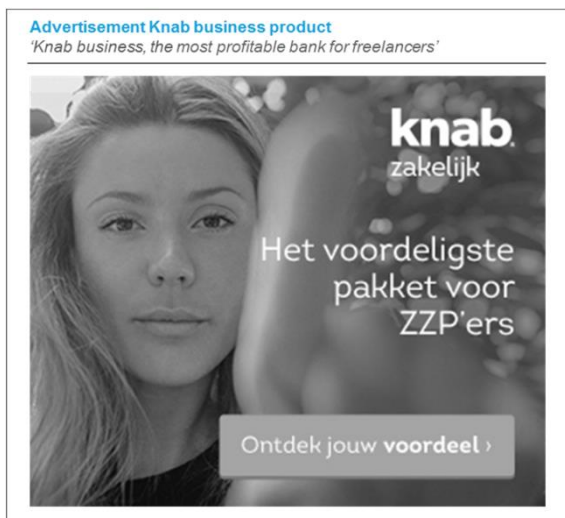 Advertisement Knab business product
‘Knab business, the most profitable bank for freelancers’
knab.
zakelijk
Het voordeligste
pakket voor
ZZP'ers
Ontdek jouw voordeel ›